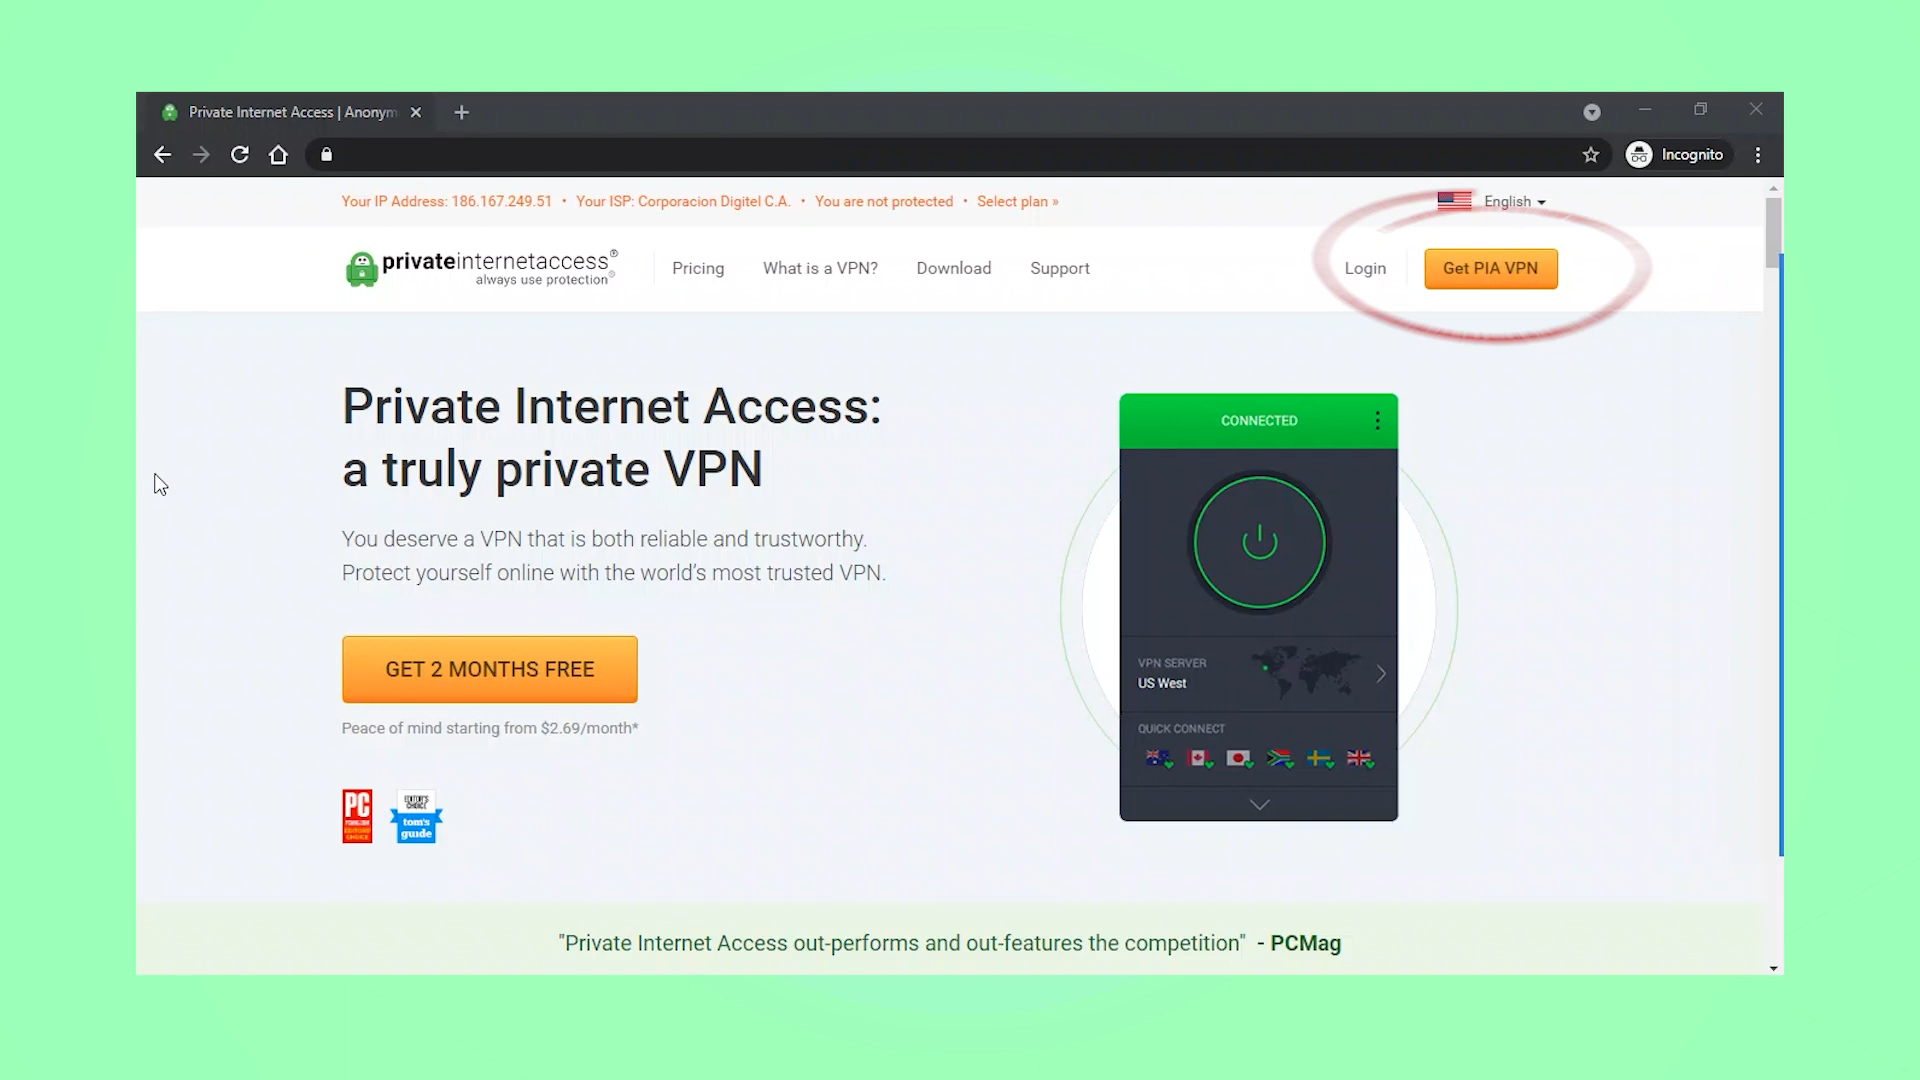 Private Internet Access | Anonym
Incognito
Your IP Address: 186.167.249.51 • Your ISP: Corporacion Digitel C.A. • You are not protected • Select plan »
English
privateinternetaccess®
always use protection®
Pricing
What is a VPN?
Download
Support
Login
Get PIA VPN
Private Internet Access:
a truly private VPN
You deserve a VPN that is both reliable and trustworthy.
Protect yourself online with the world's most trusted VPN.
GET 2 MONTHS FREE
Peace of mind starting from $2.69/month*
PC
EDITOR'S
CHOICE
tom's
guide
CONNECTED
VPN SERVER
US West
QUICK CONNECT
"Private Internet Access out-performs and out-features the competition" - PCMag